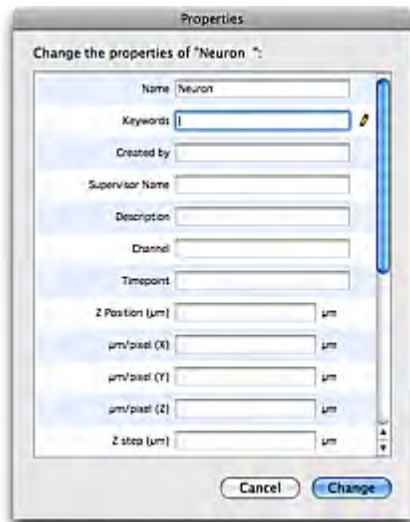 Properties
Change the properties of "Neuron ":
Name Neuron
Keywords
Created by
Supervisor Name
Description
Channel
Timepoint
Z Position (µm) µm
µm/pixel (X) µm
µm/pixel (Y) µm
µm/pixel (Z) µm
Z step (µm) µm
Cancel Change